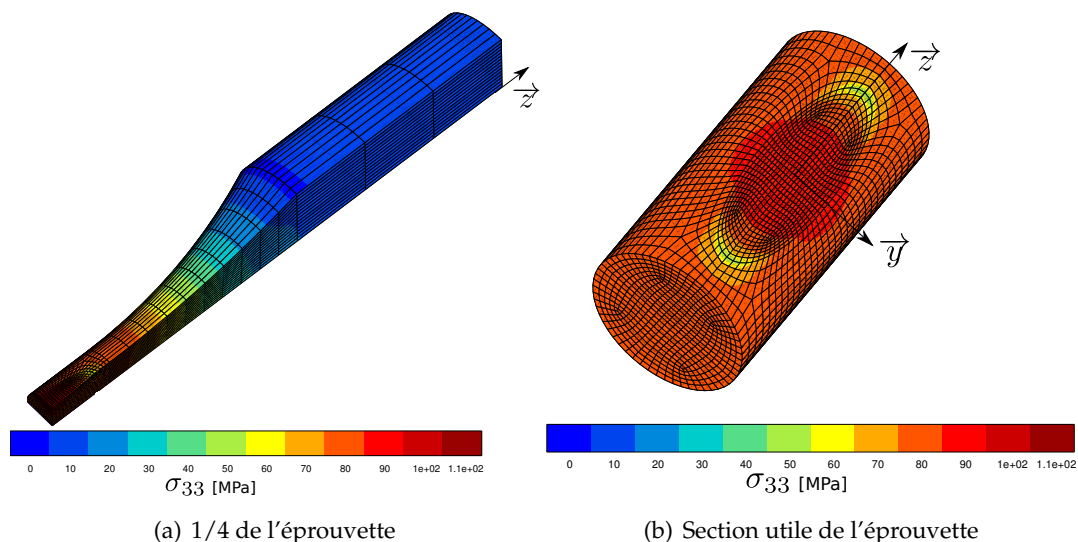 z
z
y
0 10 20 30 40 50 60 70 80 90 1e+02 1.1e+02
σ33 [MPa]
0 10 20 30 40 50 60 70 80 90 1e+02 1.1e+02
σ33 [MPa]
(a) 1/4 de l'éprouvette
(b) Section utile de l'éprouvette